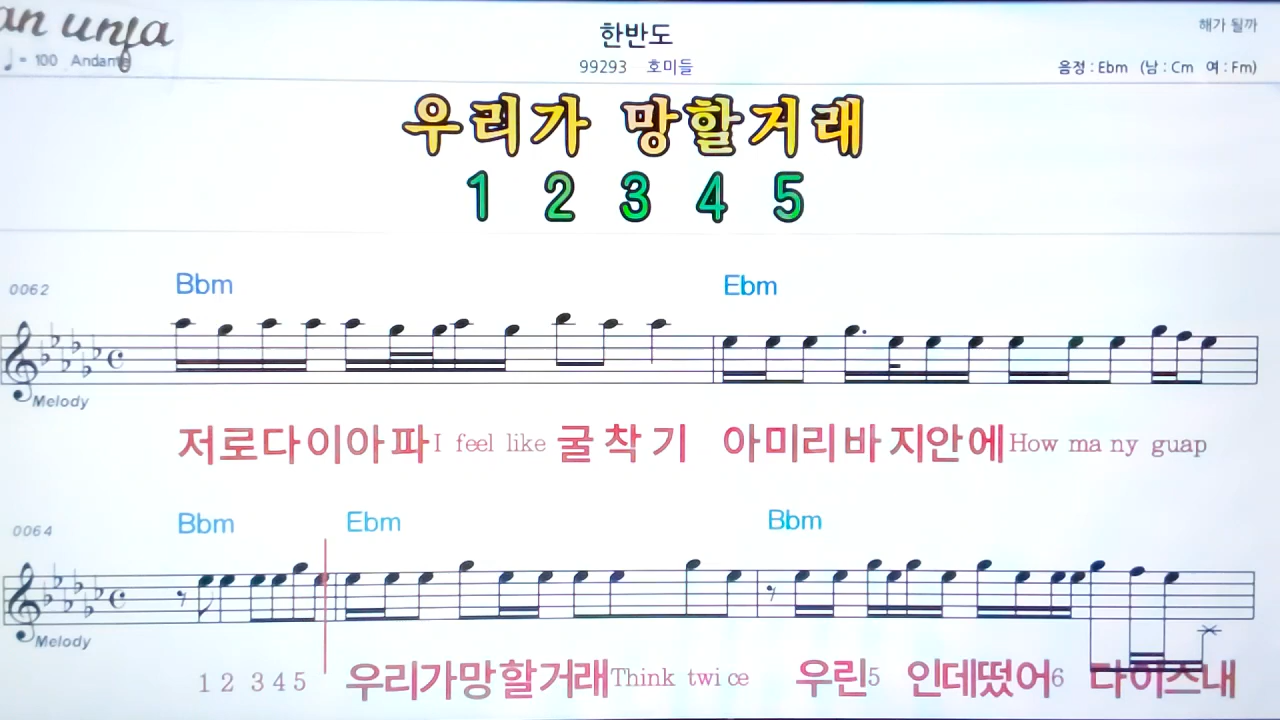 an unfa
한반도
해가 될까
♩= 100 Andante
99293 호미들
음정 : Ebm (남 : Cm 여 : Fm)
우리가 망할거래
1 2 3 4 5
0062 Bbm Ebm
Melody
저로다이아파 I feel like 굴착기 아미리바지안에 How ma ny guap
0064 Bbm Ebm Bbm
Melody
1 2 3 4 5 우리가망할거래 Think twi ce 우린5 인데떴어6 다이스내